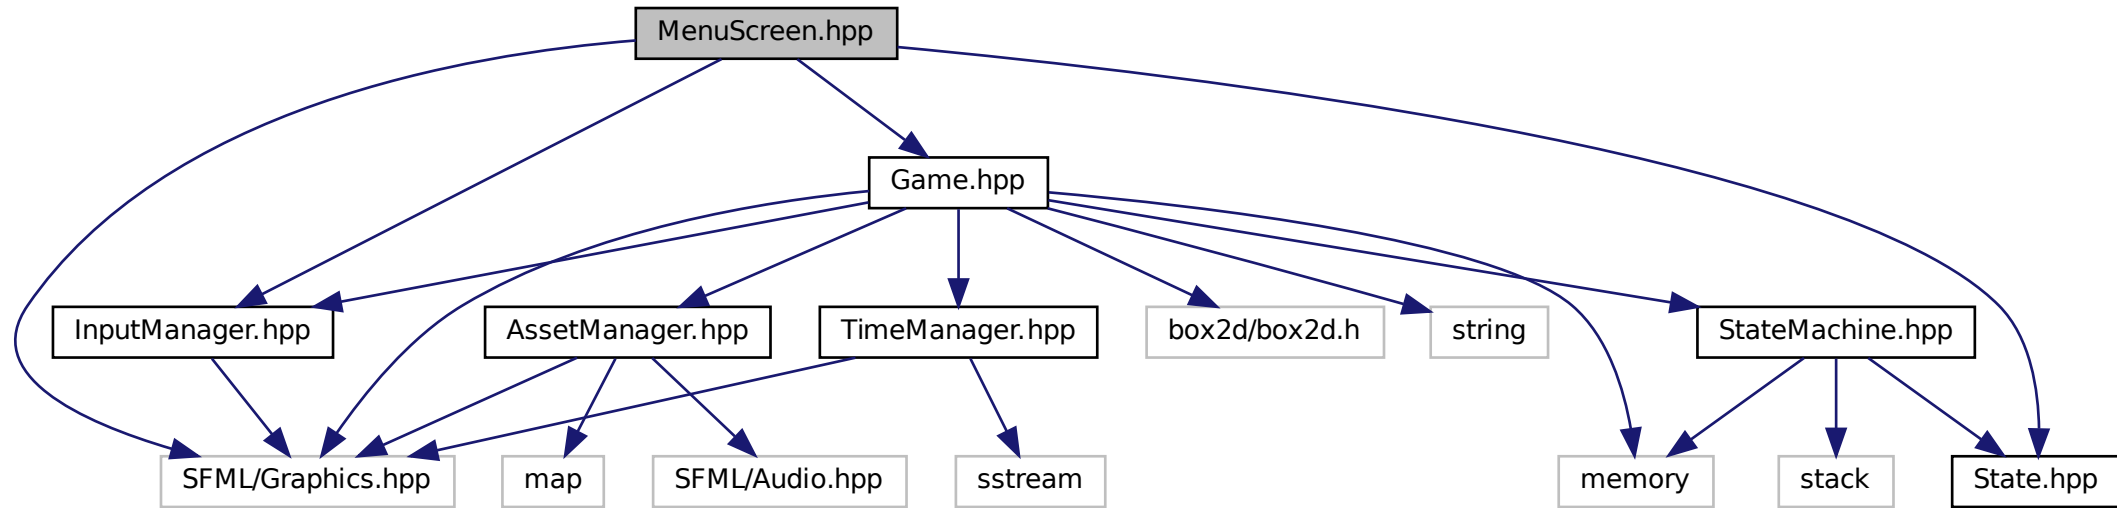 MenuScreen.hpp
Game.hpp
InputManager.hpp
AssetManager.hpp
TimeManager.hpp
box2d/box2d.h
string
StateMachine.hpp
SFML/Graphics.hpp
map
SFML/Audio.hpp
sstream
memory
stack
State.hpp